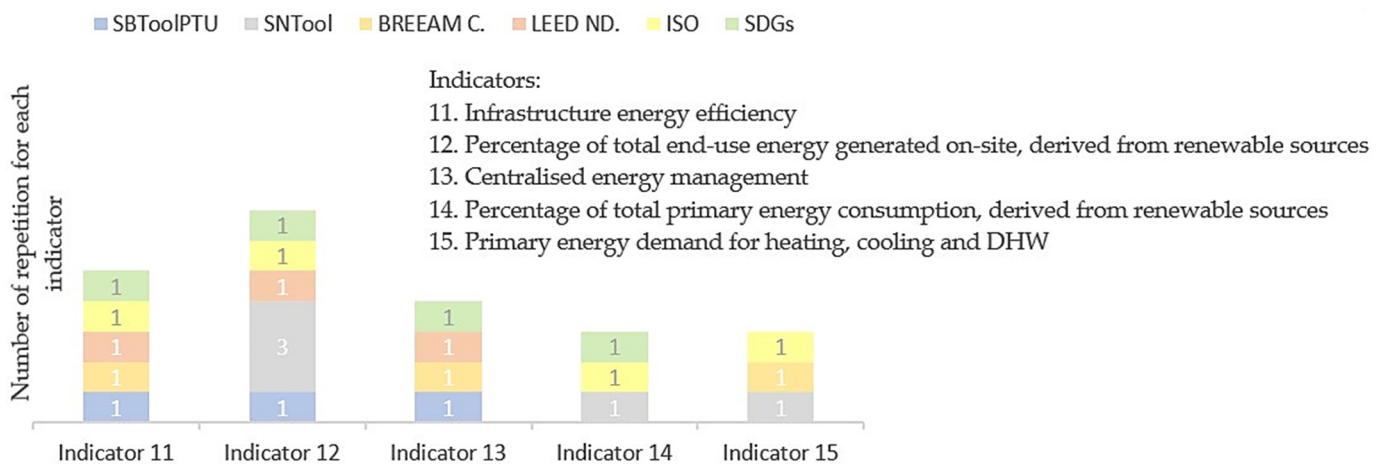 SBToolPTU SNTool BREEAM C. LEED ND. ISO SDGs
Number of repetition for each
indicator
Indicators:
11. Infrastructure energy efficiency
12. Percentage of total end-use energy generated on-site, derived from renewable sources
13. Centralised energy management
14. Percentage of total primary energy consumption, derived from renewable sources
15. Primary energy demand for heating, cooling and DHW
1
1 1
1 1 1
1 3 1 1 1
1 1 1 1
1 1 1 1 1
Indicator 11 Indicator 12 Indicator 13 Indicator 14 Indicator 15